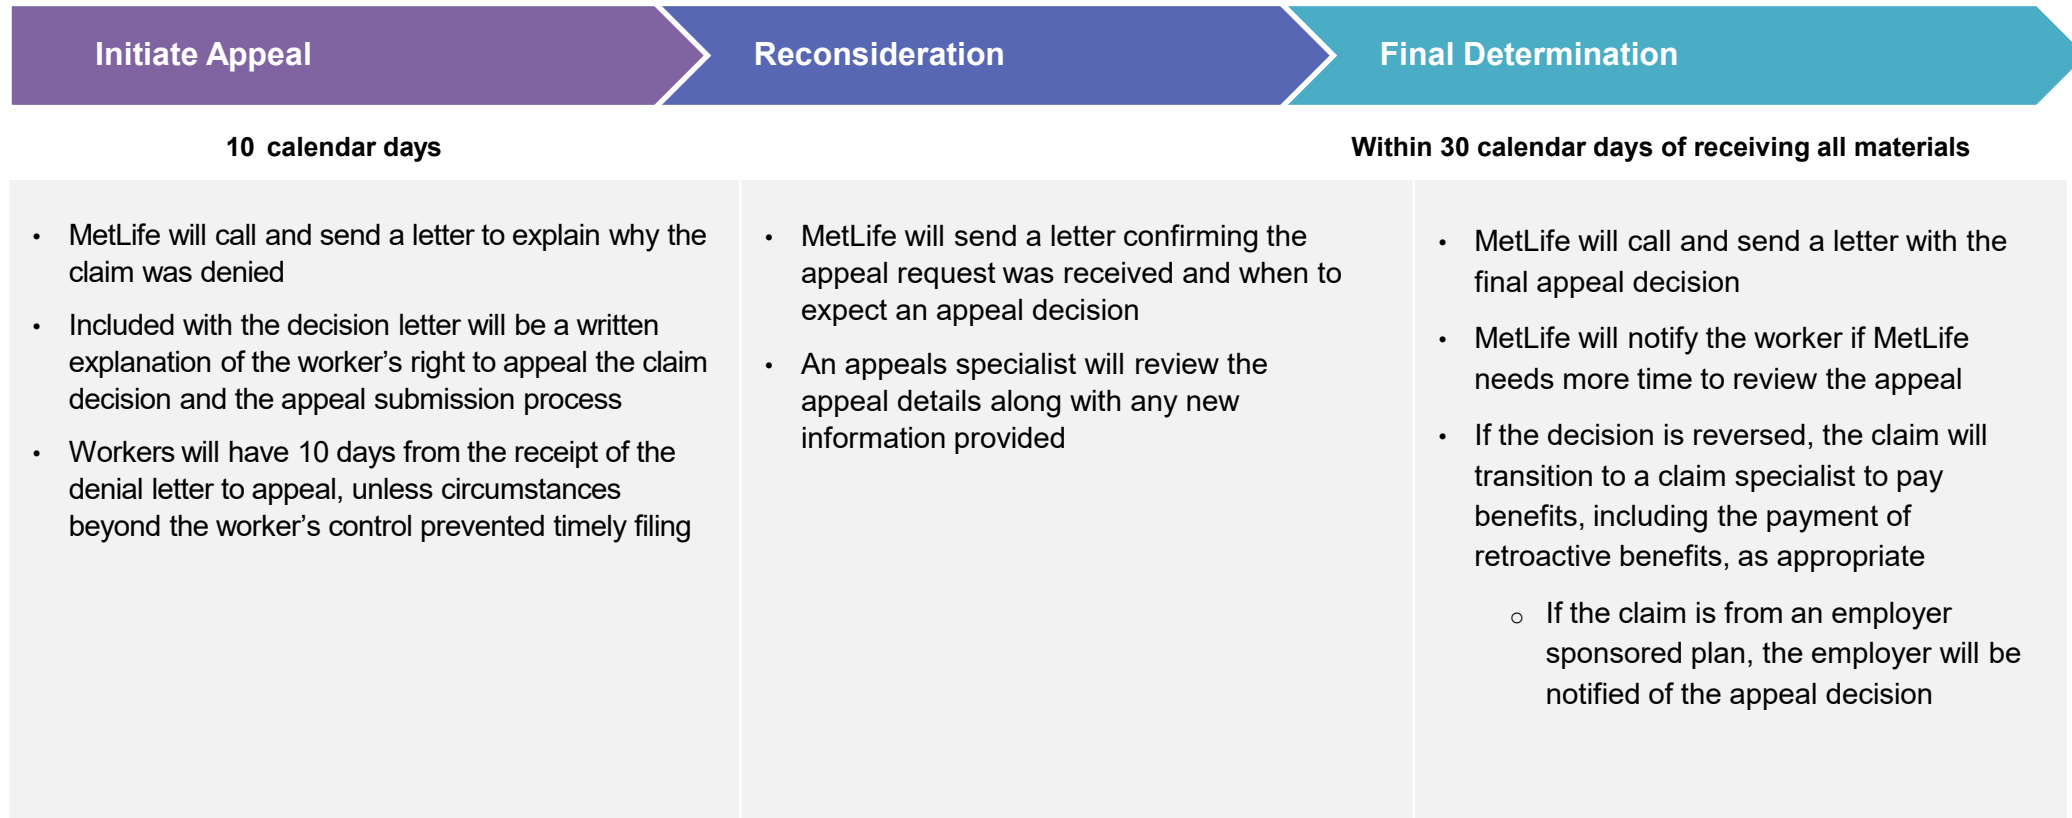 Initiate Appeal
Reconsideration
Final Determination
10 calendar days
Within 30 calendar days of receiving all materials
• MetLife will call and send a letter to explain why the
claim was denied
• Included with the decision letter will be a written
explanation of the worker’s right to appeal the claim
decision and the appeal submission process
• Workers will have 10 days from the receipt of the
denial letter to appeal, unless circumstances
beyond the worker’s control prevented timely filing
• MetLife will send a letter confirming the
appeal request was received and when to
expect an appeal decision
• An appeals specialist will review the
appeal details along with any new
information provided
• MetLife will call and send a letter with the
final appeal decision
• MetLife will notify the worker if MetLife
needs more time to review the appeal
• If the decision is reversed, the claim will
transition to a claim specialist to pay
benefits, including the payment of
retroactive benefits, as appropriate
o If the claim is from an employer
sponsored plan, the employer will be
notified of the appeal decision